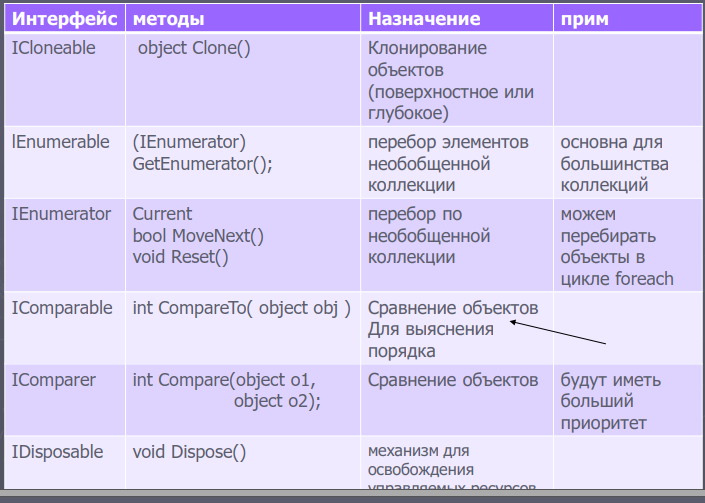 Интерфейс методы Назначение прим
ICloneable object Clone() Клонирование
объектов
(поверхностное или
глубокое)
lEnumerable (IEnumerator) перебор элементов основна для
GetEnumerator(); необобщенной большинства
коллекции коллекций
IEnumerator Current перебор по можем
bool MoveNext() необобщенной перебирать
void Reset() коллекции объекты в
цикле foreach
IComparable int CompareTo( object obj ) Сравнение объектов
Для выяснения
порядка
IComparer int Compare(object o1, Сравнение объектов будут иметь
object o2); больший
приоритет
IDisposable void Dispose() механизм для
освобождения
управляемых ресурсов